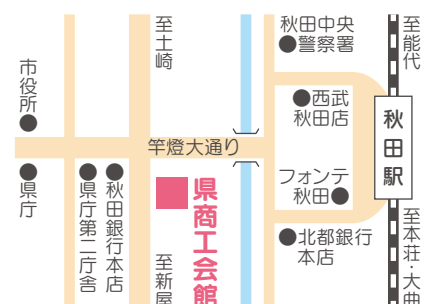 秋田中央
●警察署
至能代
至土崎
市役所●
●西武
秋田店
秋田駅
竿燈大通り
フォンテ
秋田●
●県庁
●県庁第二庁舎
●秋田銀行本店
県商工会館
●北都銀行
本店
至新屋
至本荘・大曲